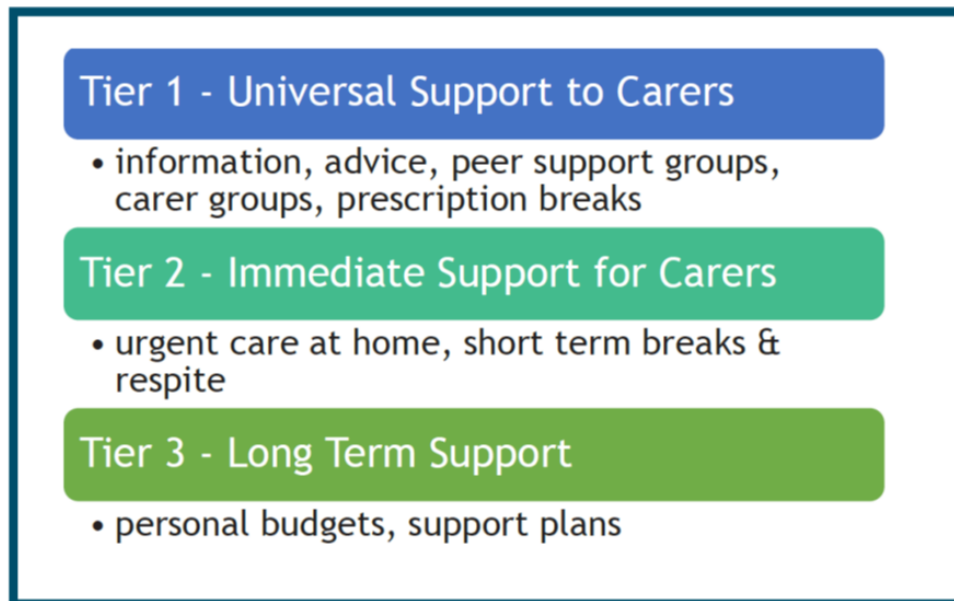 Tier 1 - Universal Support to Carers
• information, advice, peer support groups,
carer groups, prescription breaks
Tier 2 - Immediate Support for Carers
• urgent care at home, short term breaks &
respite
Tier 3 - Long Term Support
• personal budgets, support plans